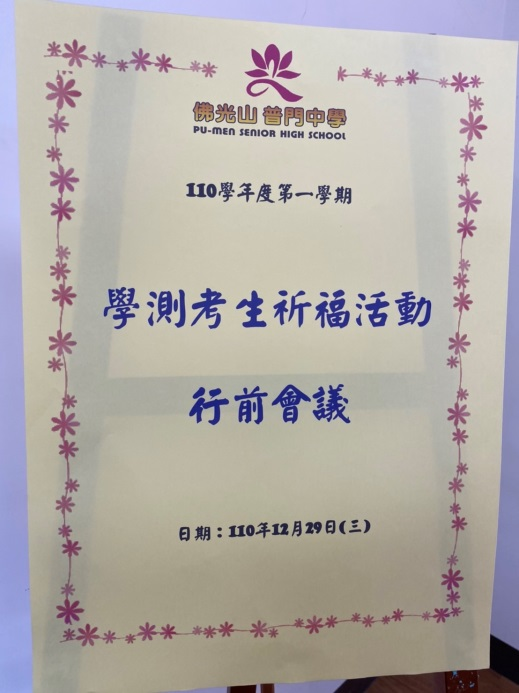 佛光山 普門中學
PU-MEN SENIOR HIGH SCHOOL
110學年度第一學期
學測考生祈福活動
行前會議
日期：110年12月29日(三)